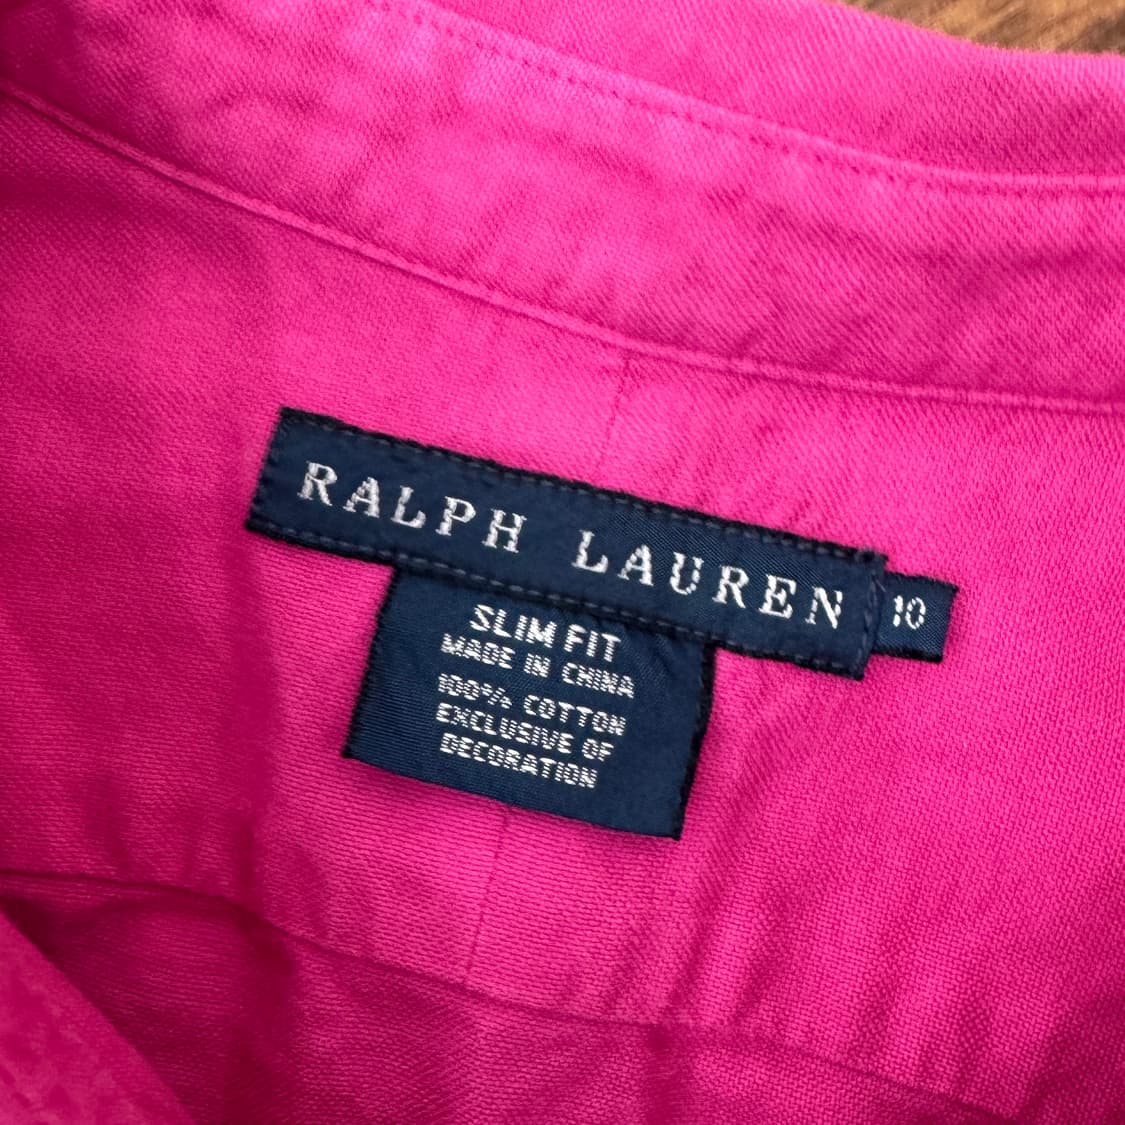 RALPH LAUREN
10
SLIM FIT
MADE IN CHINA
100% COTTON
EXCLUSIVE OF
DECORATION